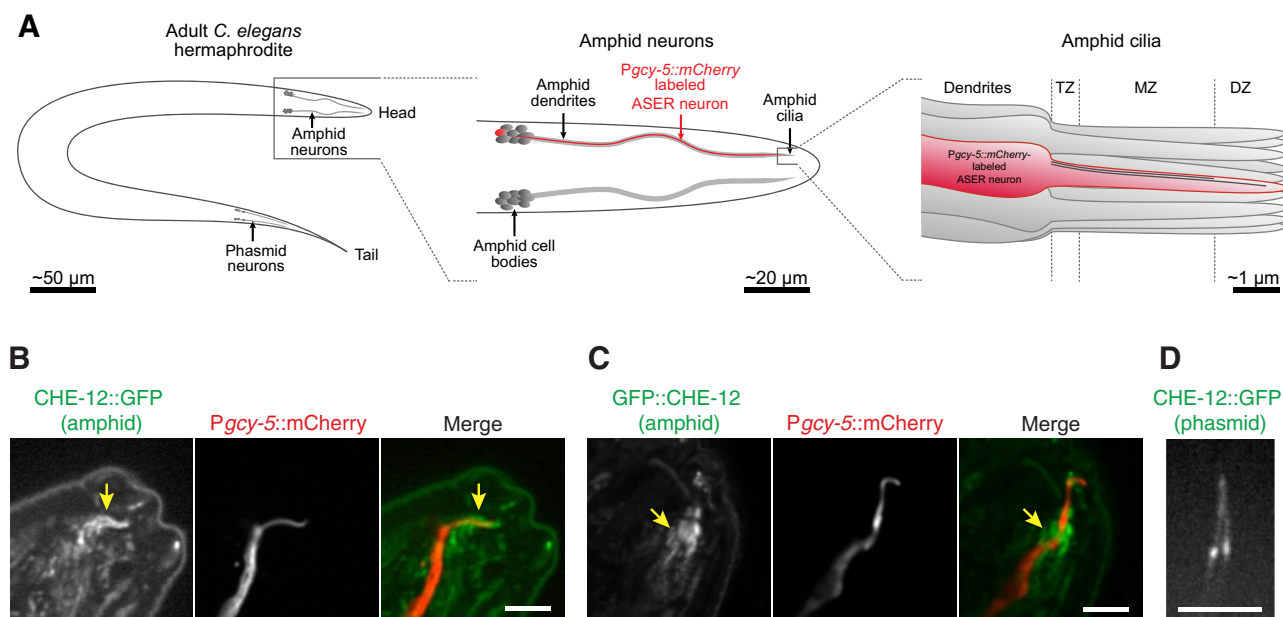 A
Adult C. elegans
hermaphrodite
Head
Amphid
neurons
Phasmid
neurons
Tail
~50 µm
Amphid neurons
Amphid
dendrites
Pgcy-5::mCherry
labeled
ASER neuron
Amphid
cilia
Amphid cell
bodies
~20 µm
Amphid cilia
Dendrites TZ MZ DZ
Pgcy-5::mCherry-
labeled
ASER neuron
~1 µm
B
CHE-12::GFP
(amphid)
Pgcy-5::mCherry
Merge
C
GFP::CHE-12
(amphid)
Pgcy-5::mCherry
Merge
D
CHE-12::GFP
(phasmid)